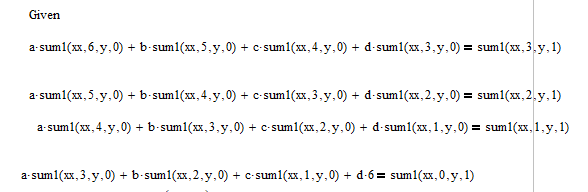 Given
a·sum1(xx,6,y,0) + b·sum1(xx,5,y,0) + c·sum1(xx,4,y,0) + d·sum1(xx,3,y,0) = sum1(xx,3,y,1)
a·sum1(xx,5,y,0) + b·sum1(xx,4,y,0) + c·sum1(xx,3,y,0) + d·sum1(xx,2,y,0) = sum1(xx,2,y,1)
a·sum1(xx,4,y,0) + b·sum1(xx,3,y,0) + c·sum1(xx,2,y,0) + d·sum1(xx,1,y,0) = sum1(xx,1,y,1)
a·sum1(xx,3,y,0) + b·sum1(xx,2,y,0) + c·sum1(xx,1,y,0) + d·6 = sum1(xx,0,y,1)